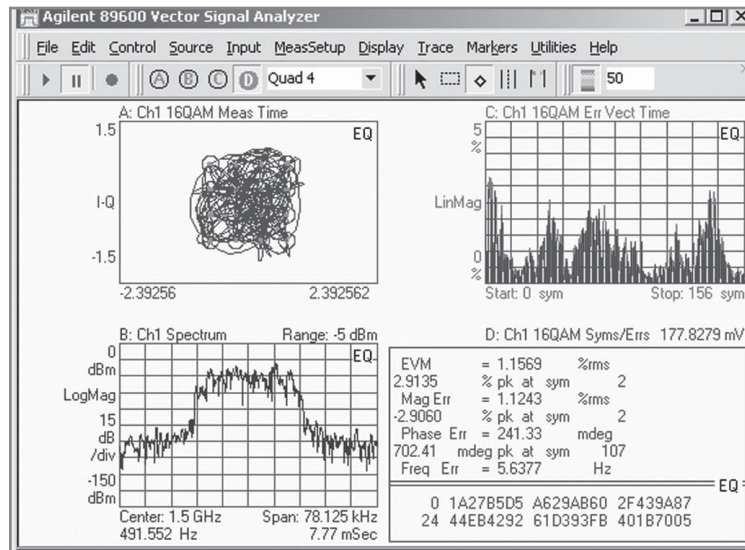 Agilent 89600 Vector Signal Analyzer
File Edit Control Source Input MeasSetup Display Trace Markers Utilities Help
A B C D Quad 4 50
A: Ch1 16QAM Meas Time
1.5
EQ
I-Q
-1.5
-2.39256 2.392562
C: Ch1 16QAM Err Vect Time
5
%
EQ
LinMag
0
%
Start: 0 sym Stop: 156 sym
B: Ch1 Spectrum Range: -5 dBm
0
dBm
EQ
LogMag
15
dB
/div
-150
dBm
Center: 1.5 GHz Span: 78.125 kHz
491.552 Hz 7.77 mSec
D: Ch1 16QAM Syms/Errs 177.8279 mV
EVM = 1.1569 %rms
2.9135 % pk at sym 2
Mag Err = 1.1243 %rms
-2.9060 % pk at sym 2
Phase Err = 241.33 mdeg
702.41 mdeg pk at sym 107
Freq Err = 5.6377 Hz
EQ
0 1A27B5D5 A629AB60 2F439A87
24 44EB4292 61D393FB 401B7005